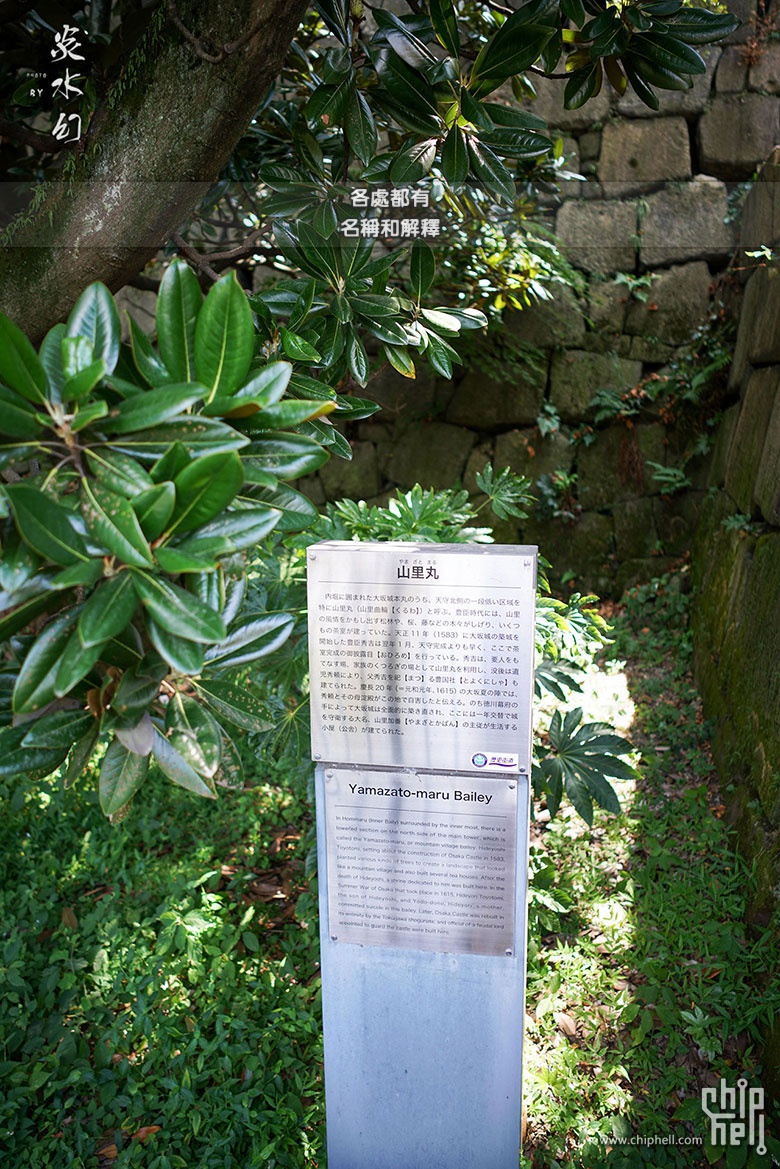 炎水幻
PHOTO
BY
各處都有
名稱和解釋
やまざとまる
山里丸
内堀に囲まれた大坂城本丸のうち、天守北側の一段低い区域を
特に山里丸（山里曲輪【くるわ】）と呼ぶ。豊臣時代には、山里
の風情をかもし出す松林や、桜、藤などの木々がしげり、いくつ
もの茶室が建っていた。天正11年（1583）に大坂城の築城を
開始した豊臣秀吉は翌年1月、天守完成よりも早く、ここで茶
室完成の御披露目【おひろめ】を行っている。秀吉は、要人をも
てなす場、家族のくつろぎの場として山里丸を利用し、没後は遺
児秀頼により、父秀吉を祀【まつ】る豊国社【とよくにしゃ】も
建てられた。慶長20年（＝元和元年、1615）の大坂夏の陣では、
秀頼とその母淀殿がこの地で自害したと伝える。のち徳川幕府の
手によって大坂城は全面的に築き直され、ここには一年交替で城
を守衛する大名、山里加番【やまざとかばん】の主従が生活する
小屋（公舎）が建てられた。
歴史街道
Yamazato-maru Bailey
In Honmaru (Inner Baily) surrounded by the inner moat, there is a
lowered section on the north side of the main tower, which is
called the Yamazato-maru, or mountain village bailey. Hideyoshi
Toyotomi, setting about the construction of Osaka Castle in 1583,
planted various kinds of trees to create a landscape that looked
like a mountain village and also built several tea houses. After the
death of Hideyoshi, a shrine dedicated to him was built here. In the
Summer War of Osaka that took place in 1615, Hideyori Toyotomi,
the son of Hideyoshi, and Yodo-dono, Hideyori's mother,
committed suicide in this bailey. Later, Osaka Castle was rebuilt in
its entirety by the Tokugawa shogunate, and offices of a feudal lord
appointed to guard the castle were built here.
www.chiphell.com
chip
hell